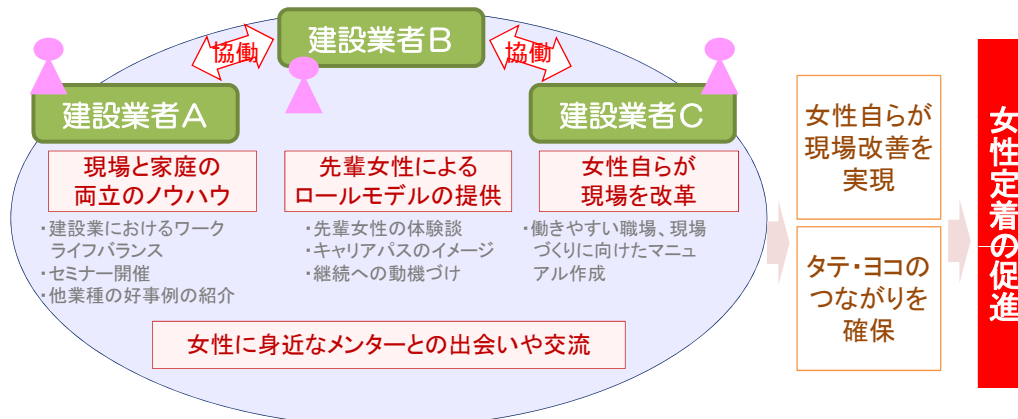 建設業者B
協働
協働
建設業者A
建設業者C
現場と家庭の
両立のノウハウ
・建設業におけるワーク
ライフバランス
・セミナー開催
・他業種の好事例の紹介
先輩女性による
ロールモデルの提供
・先輩女性の体験談
・キャリアパスのイメージ
・継続への動機づけ
女性自らが
現場を改革
・働きやすい職場、現場
づくりに向けたマニュ
アル作成
女性に身近なメンターとの出会いや交流
女性自らが
現場改善を
実現
タテ・ヨコの
つながりを
確保
女性定着の促進